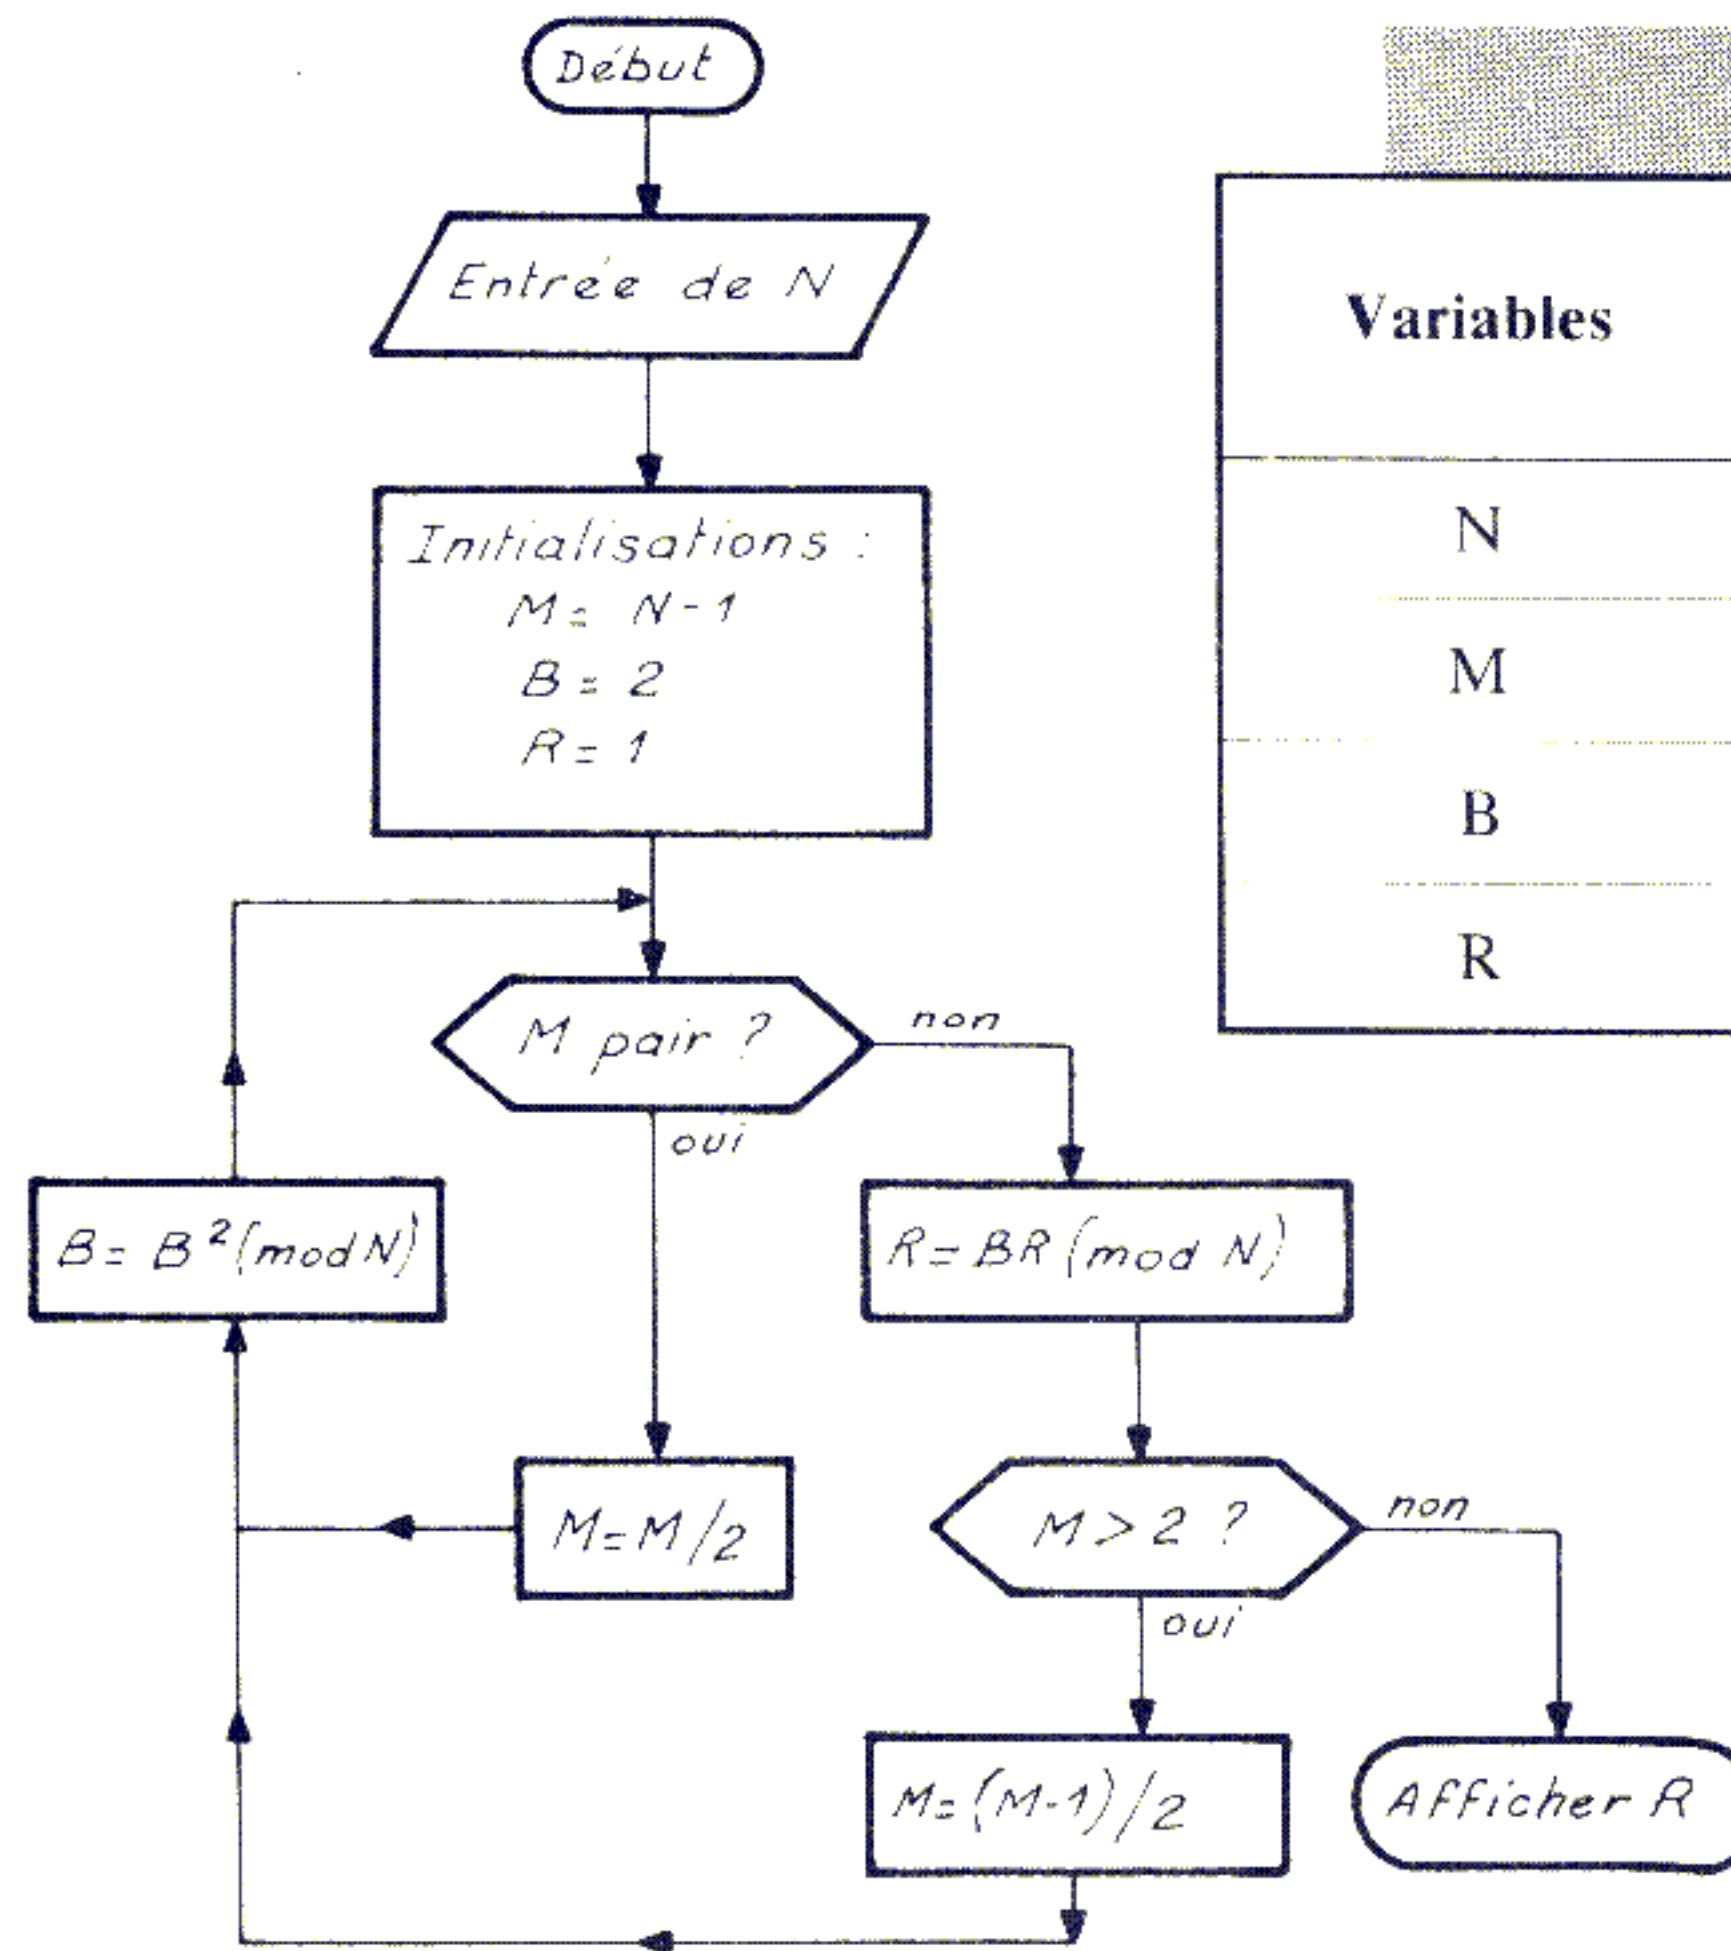 Début
Entrée de N
Initialisations :
M = N - 1
B = 2
R = 1
M pair ?
non
oui
B = B² (mod N)
R = BR (mod N)
M = M/2
M > 2 ?
non
oui
M = (M-1)/2
Afficher R
Variables
N
M
B
R